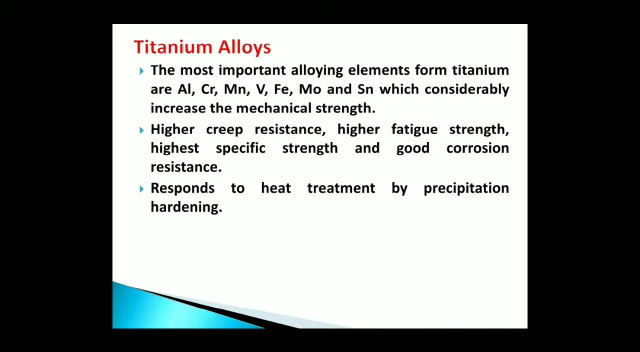 Titanium Alloys
The most important alloying elements form titanium
are Al, Cr, Mn, V, Fe, Mo and Sn which considerably
increase the mechanical strength.
Higher creep resistance, higher fatigue strength,
highest specific strength and good corrosion
resistance.
Responds to heat treatment by precipitation
hardening.